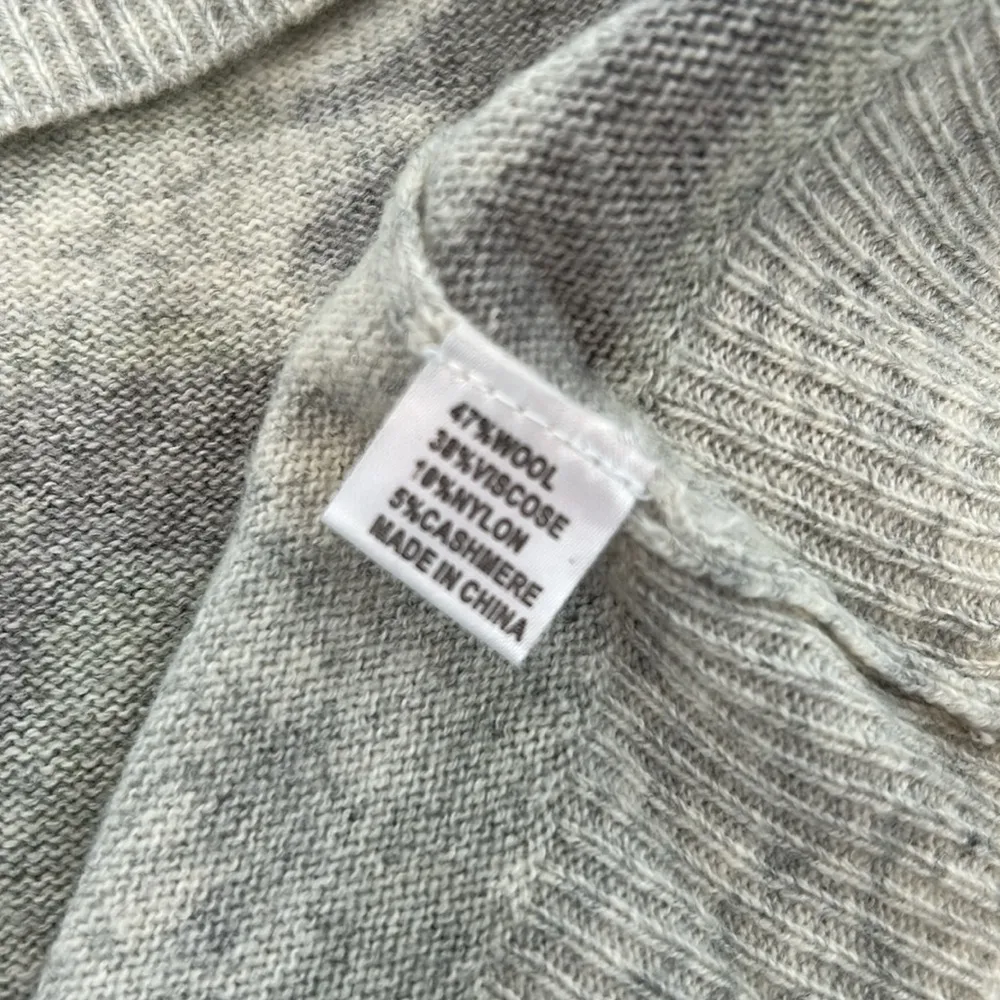 47%WOOL
38%VISCOSE
10%NYLON
5%CASHMERE
MADE IN CHINA